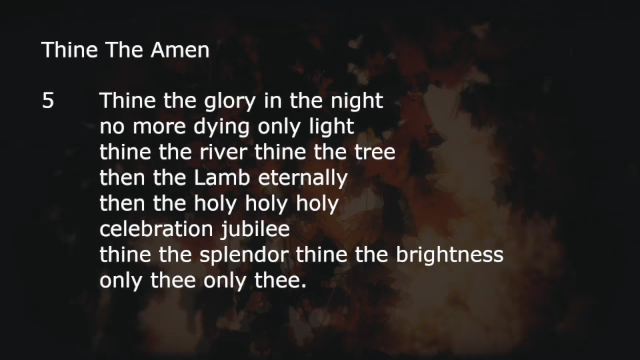 Thine The Amen
5 Thine the glory in the night
no more dying only light
thine the river thine the tree
then the Lamb eternally
then the holy holy holy
celebration jubilee
thine the splendor thine the brightness
only thee only thee.